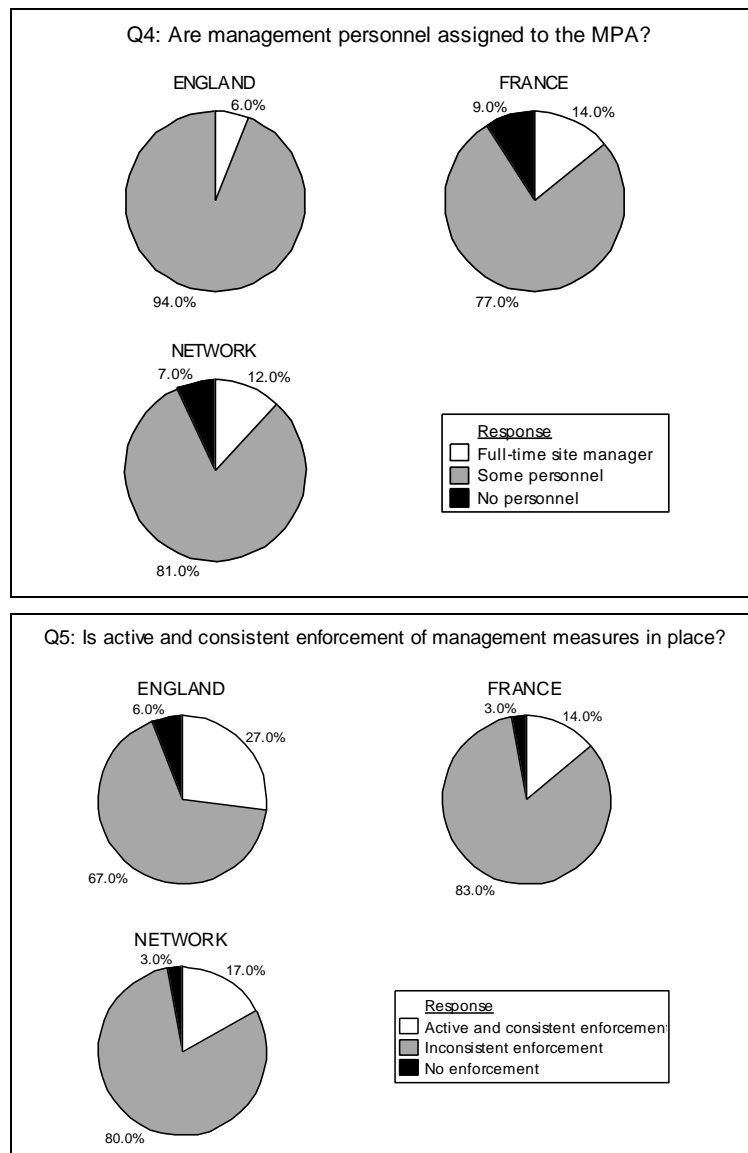 Q4: Are management personnel assigned to the MPA?
ENGLAND
6.0%
94.0%
FRANCE
9.0%
14.0%
77.0%
NETWORK
7.0%
12.0%
81.0%
Response
Full-time site manager
Some personnel
No personnel
Q5: Is active and consistent enforcement of management measures in place?
ENGLAND
6.0%
27.0%
67.0%
FRANCE
3.0%
14.0%
83.0%
NETWORK
3.0%
17.0%
80.0%
Response
Active and consistent enforcement
Inconsistent enforcement
No enforcement